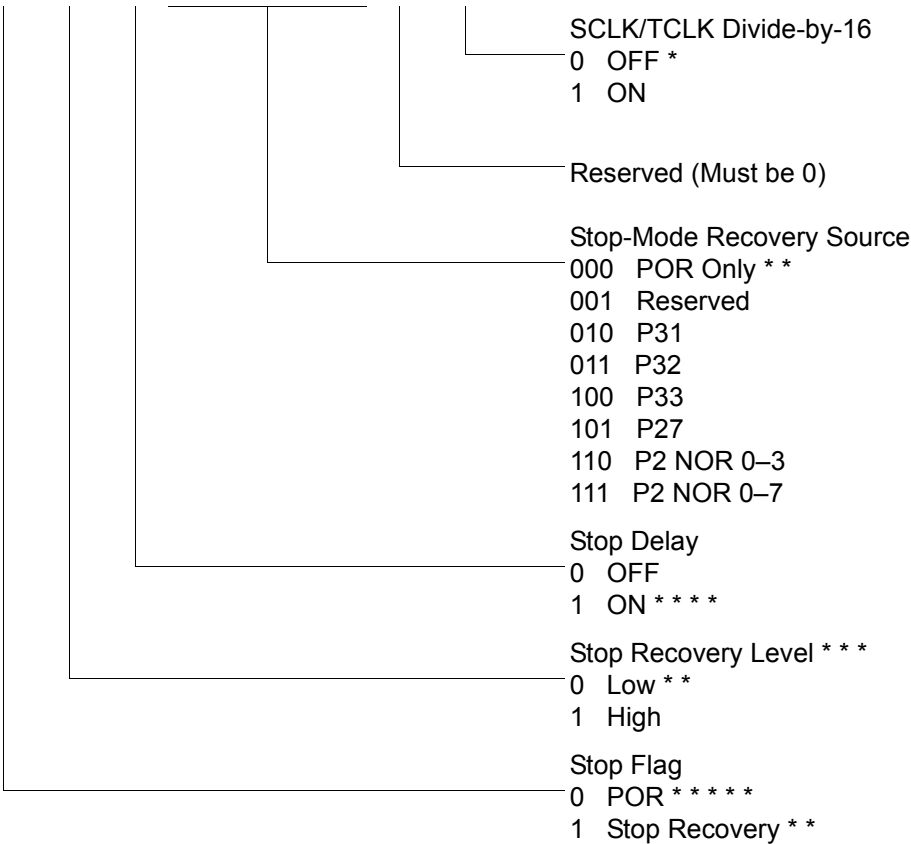 SCLK/TCLK Divide-by-16
0 OFF *
1 ON
Reserved (Must be 0)
Stop-Mode Recovery Source
000 POR Only * *
001 Reserved
010 P31
011 P32
100 P33
101 P27
110 P2 NOR 0–3
111 P2 NOR 0–7
Stop Delay
0 OFF
1 ON * * * *
Stop Recovery Level * * *
0 Low * *
1 High
Stop Flag
0 POR * * * * *
1 Stop Recovery * *